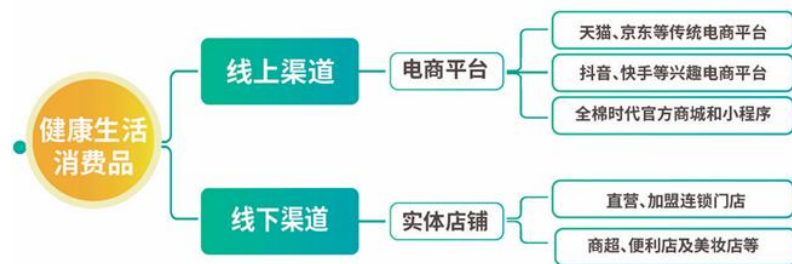 健康生活
消费品
线上渠道
电商平台
天猫、京东等传统电商平台
抖音、快手等兴趣电商平台
全棉时代官方商城和小程序
线下渠道
实体店铺
直营、加盟连锁门店
商超、便利店及美妆店等